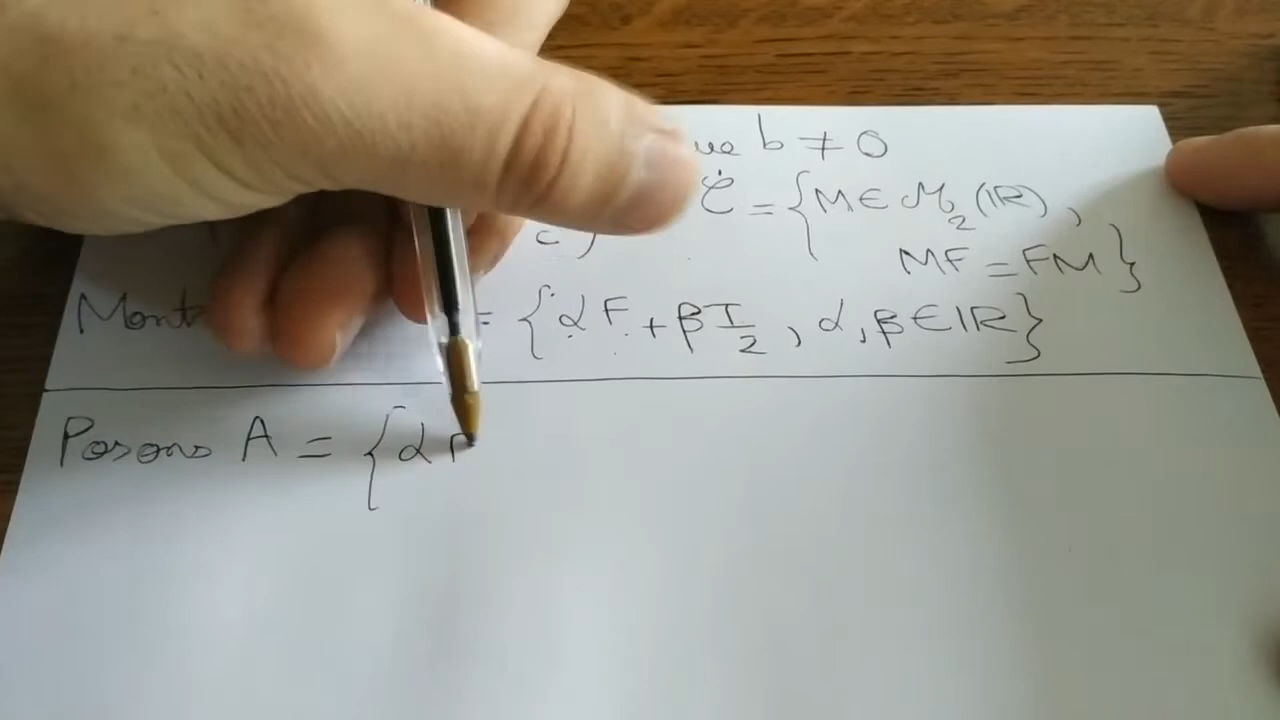 b ≠ 0
C = {M ∈ M₂(ℝ),
c)
MF = FM}
= {αF + βI₂, α, β ∈ ℝ}
Posons A = {α